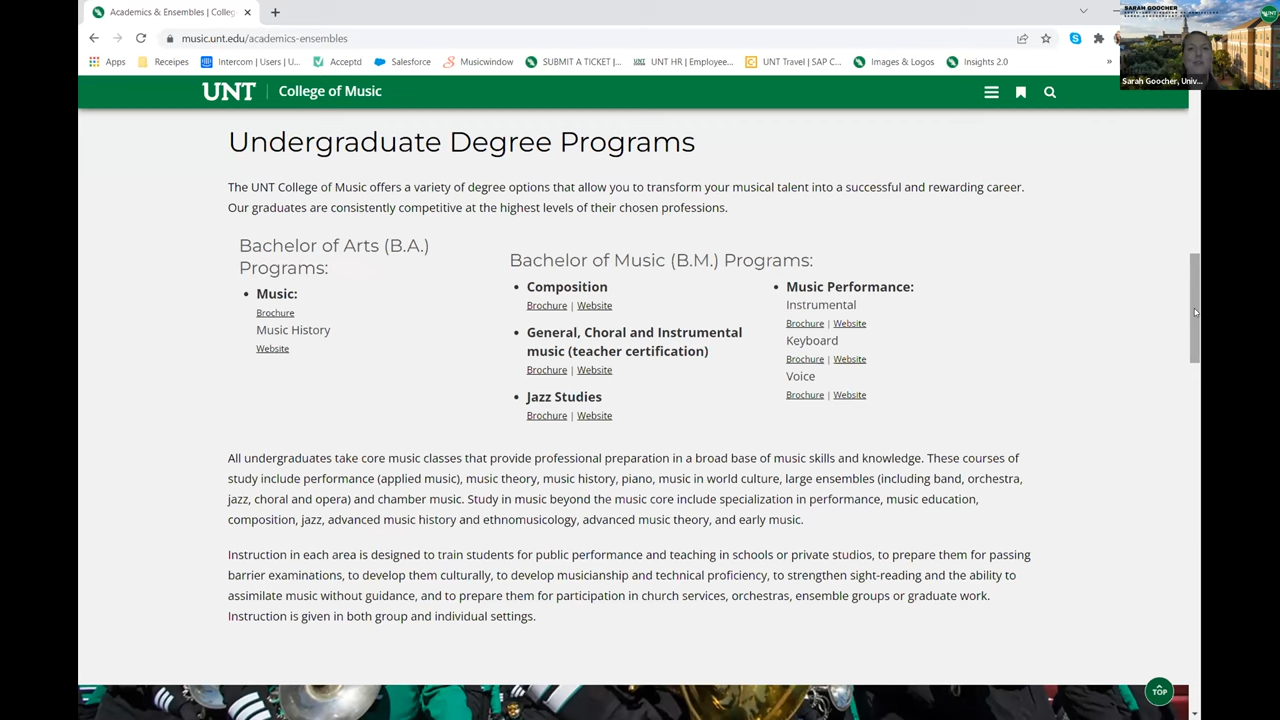 Academics & Ensembles | Colleg
music.unt.edu/academics-ensembles
Apps
Receipes
Intercom | Users | U...
Acceptd
Salesforce
Musicwindow
SUBMIT A TICKET |...
UNT HR | Employee...
UNT Travel | SAP C...
Images & Logos
Insights 2.0
»
SARAH GOOCHER
UNT
Sarah Goocher, Univ...
UNT | College of Music
Undergraduate Degree Programs
The UNT College of Music offers a variety of degree options that allow you to transform your musical talent into a successful and rewarding career.
Our graduates are consistently competitive at the highest levels of their chosen professions.
Bachelor of Arts (B.A.)
Programs:
• Music:
Brochure
Music History
Website
Bachelor of Music (B.M.) Programs:
• Composition
Brochure | Website
• General, Choral and Instrumental
music (teacher certification)
Brochure | Website
• Jazz Studies
Brochure | Website
• Music Performance:
Instrumental
Brochure | Website
Keyboard
Brochure | Website
Voice
Brochure | Website
All undergraduates take core music classes that provide professional preparation in a broad base of music skills and knowledge. These courses of
study include performance (applied music), music theory, music history, piano, music in world culture, large ensembles (including band, orchestra,
jazz, choral and opera) and chamber music. Study in music beyond the music core include specialization in performance, music education,
composition, jazz, advanced music history and ethnomusicology, advanced music theory, and early music.
Instruction in each area is designed to train students for public performance and teaching in schools or private studios, to prepare them for passing
barrier examinations, to develop them culturally, to develop musicianship and technical proficiency, to strengthen sight-reading and the ability to
assimilate music without guidance, and to prepare them for participation in church services, orchestras, ensemble groups or graduate work.
Instruction is given in both group and individual settings.
TOP